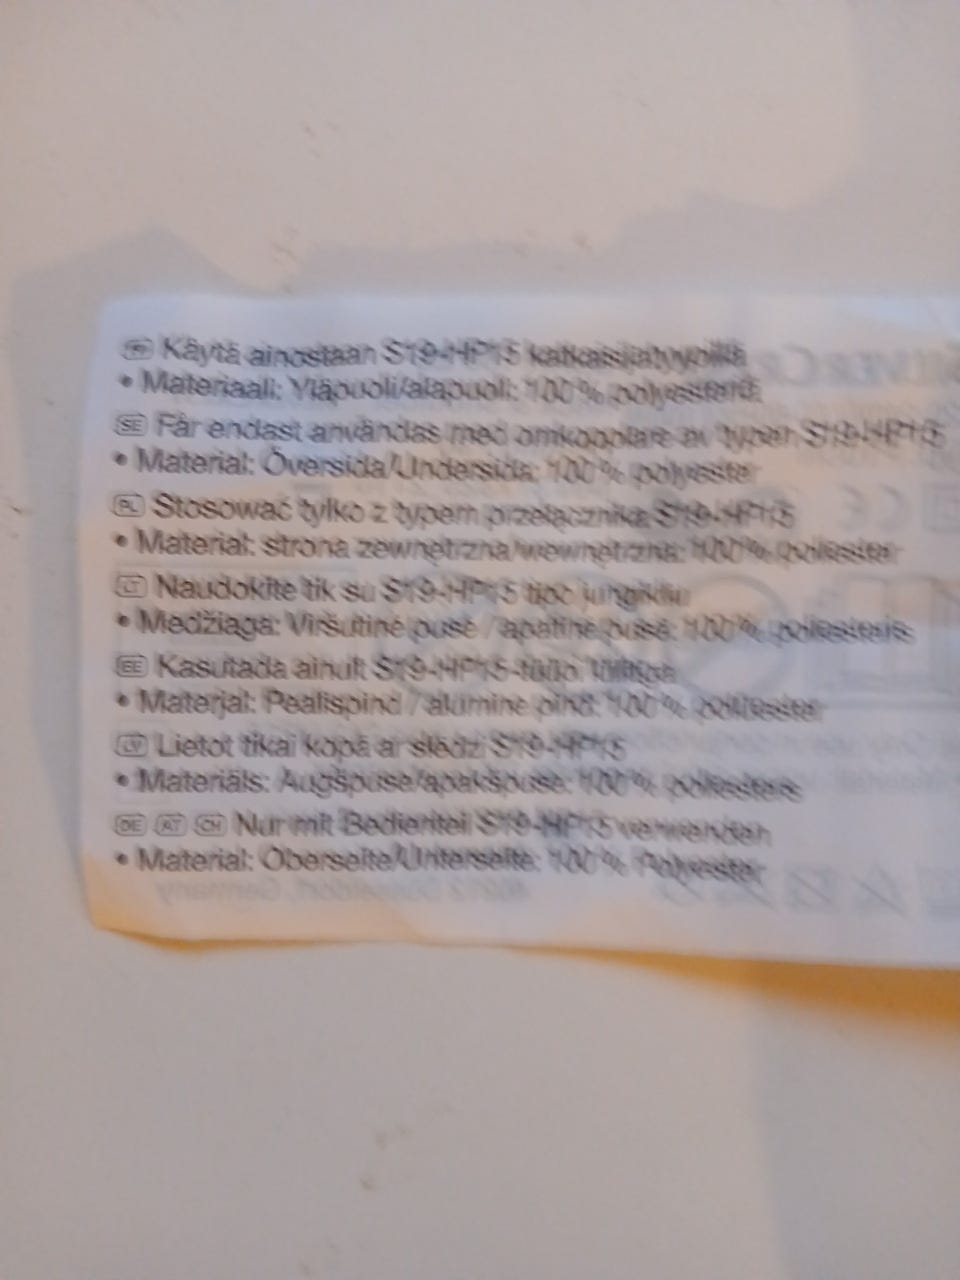 FI Käytä ainostaan S19-HP15 katkaisijatyypillä
• Materiaali: Yläpuoli/alapuoli: 100 % polyesteriä
SE Får endast användas med omkopplare av typen S19-HP15
• Material: Översida/Undersida: 100 % polyester
PL Stosować tylko z typem przełącznika S19-HP15
• Material: strona zewnętrzna/wewnętrzna: 100 % poliester
LT Naudokite tik su S19-HP15 tipo jungikliu
• Medžiaga: Viršutinė pusė / apatinė pusė: 100 % poliesteris
EE Kasutada ainult S19-HP15-tüüpi lülitiga
• Materjal: Pealispind / alumine pind: 100 % polüester
LV Lietot tikai kopā ar slēdzi S19-HP15
• Materiāls: Augšpuse/apakšpuse: 100 % poliesters
DE AT CH Nur mit Bedienteil S19-HP15 verwenden
• Material: Oberseite/Unterseite: 100 % Polyester